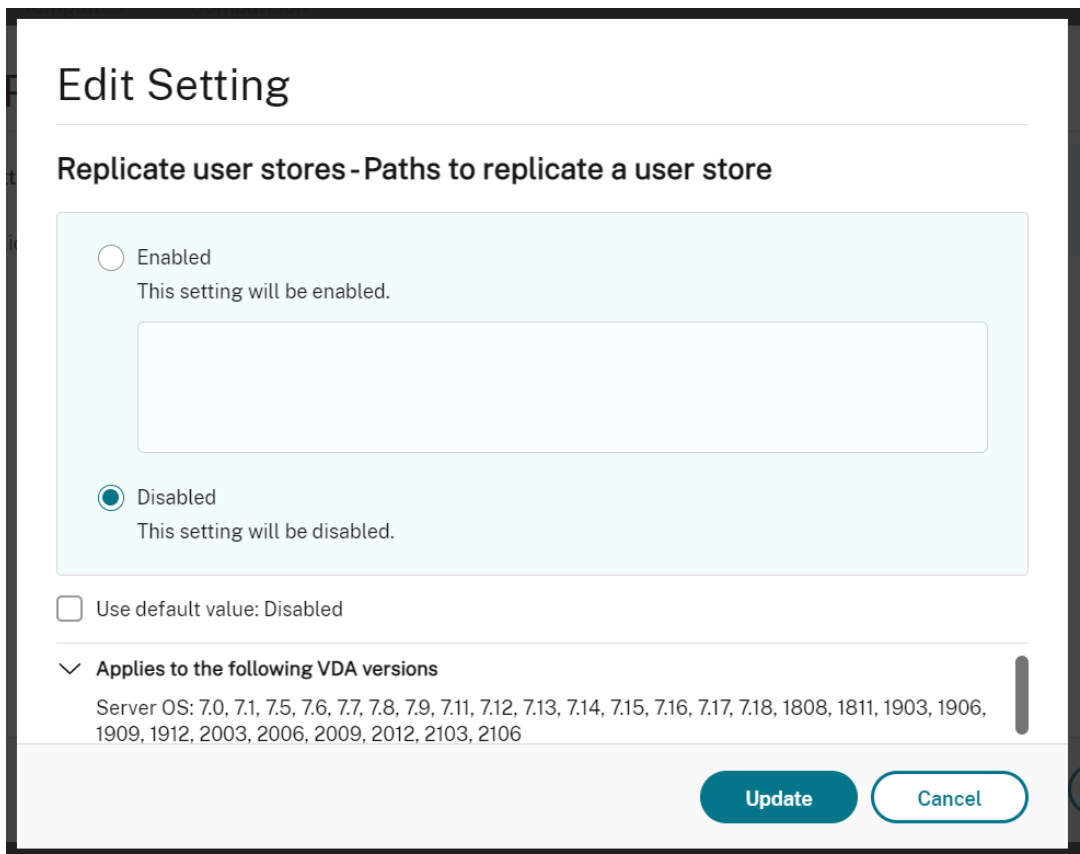 Edit Setting
Replicate user stores - Paths to replicate a user store
Enabled
This setting will be enabled.
Disabled
This setting will be disabled.
Use default value: Disabled
Applies to the following VDA versions
Server OS: 7.0, 7.1, 7.5, 7.6, 7.7, 7.8, 7.9, 7.11, 7.12, 7.13, 7.14, 7.15, 7.16, 7.17, 7.18, 1808, 1811, 1903, 1906,
1909, 1912, 2003, 2006, 2009, 2012, 2103, 2106
Update
Cancel